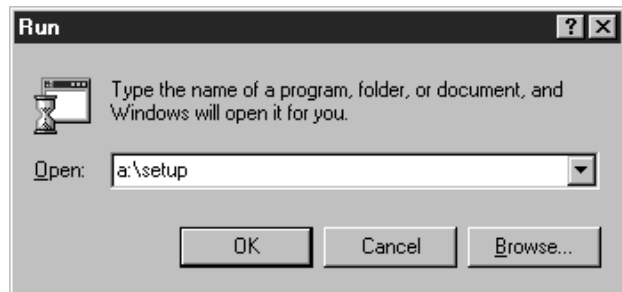 Run
Type the name of a program, folder, or document, and
Windows will open it for you.
Open: a:\setup
OK Cancel Browse...